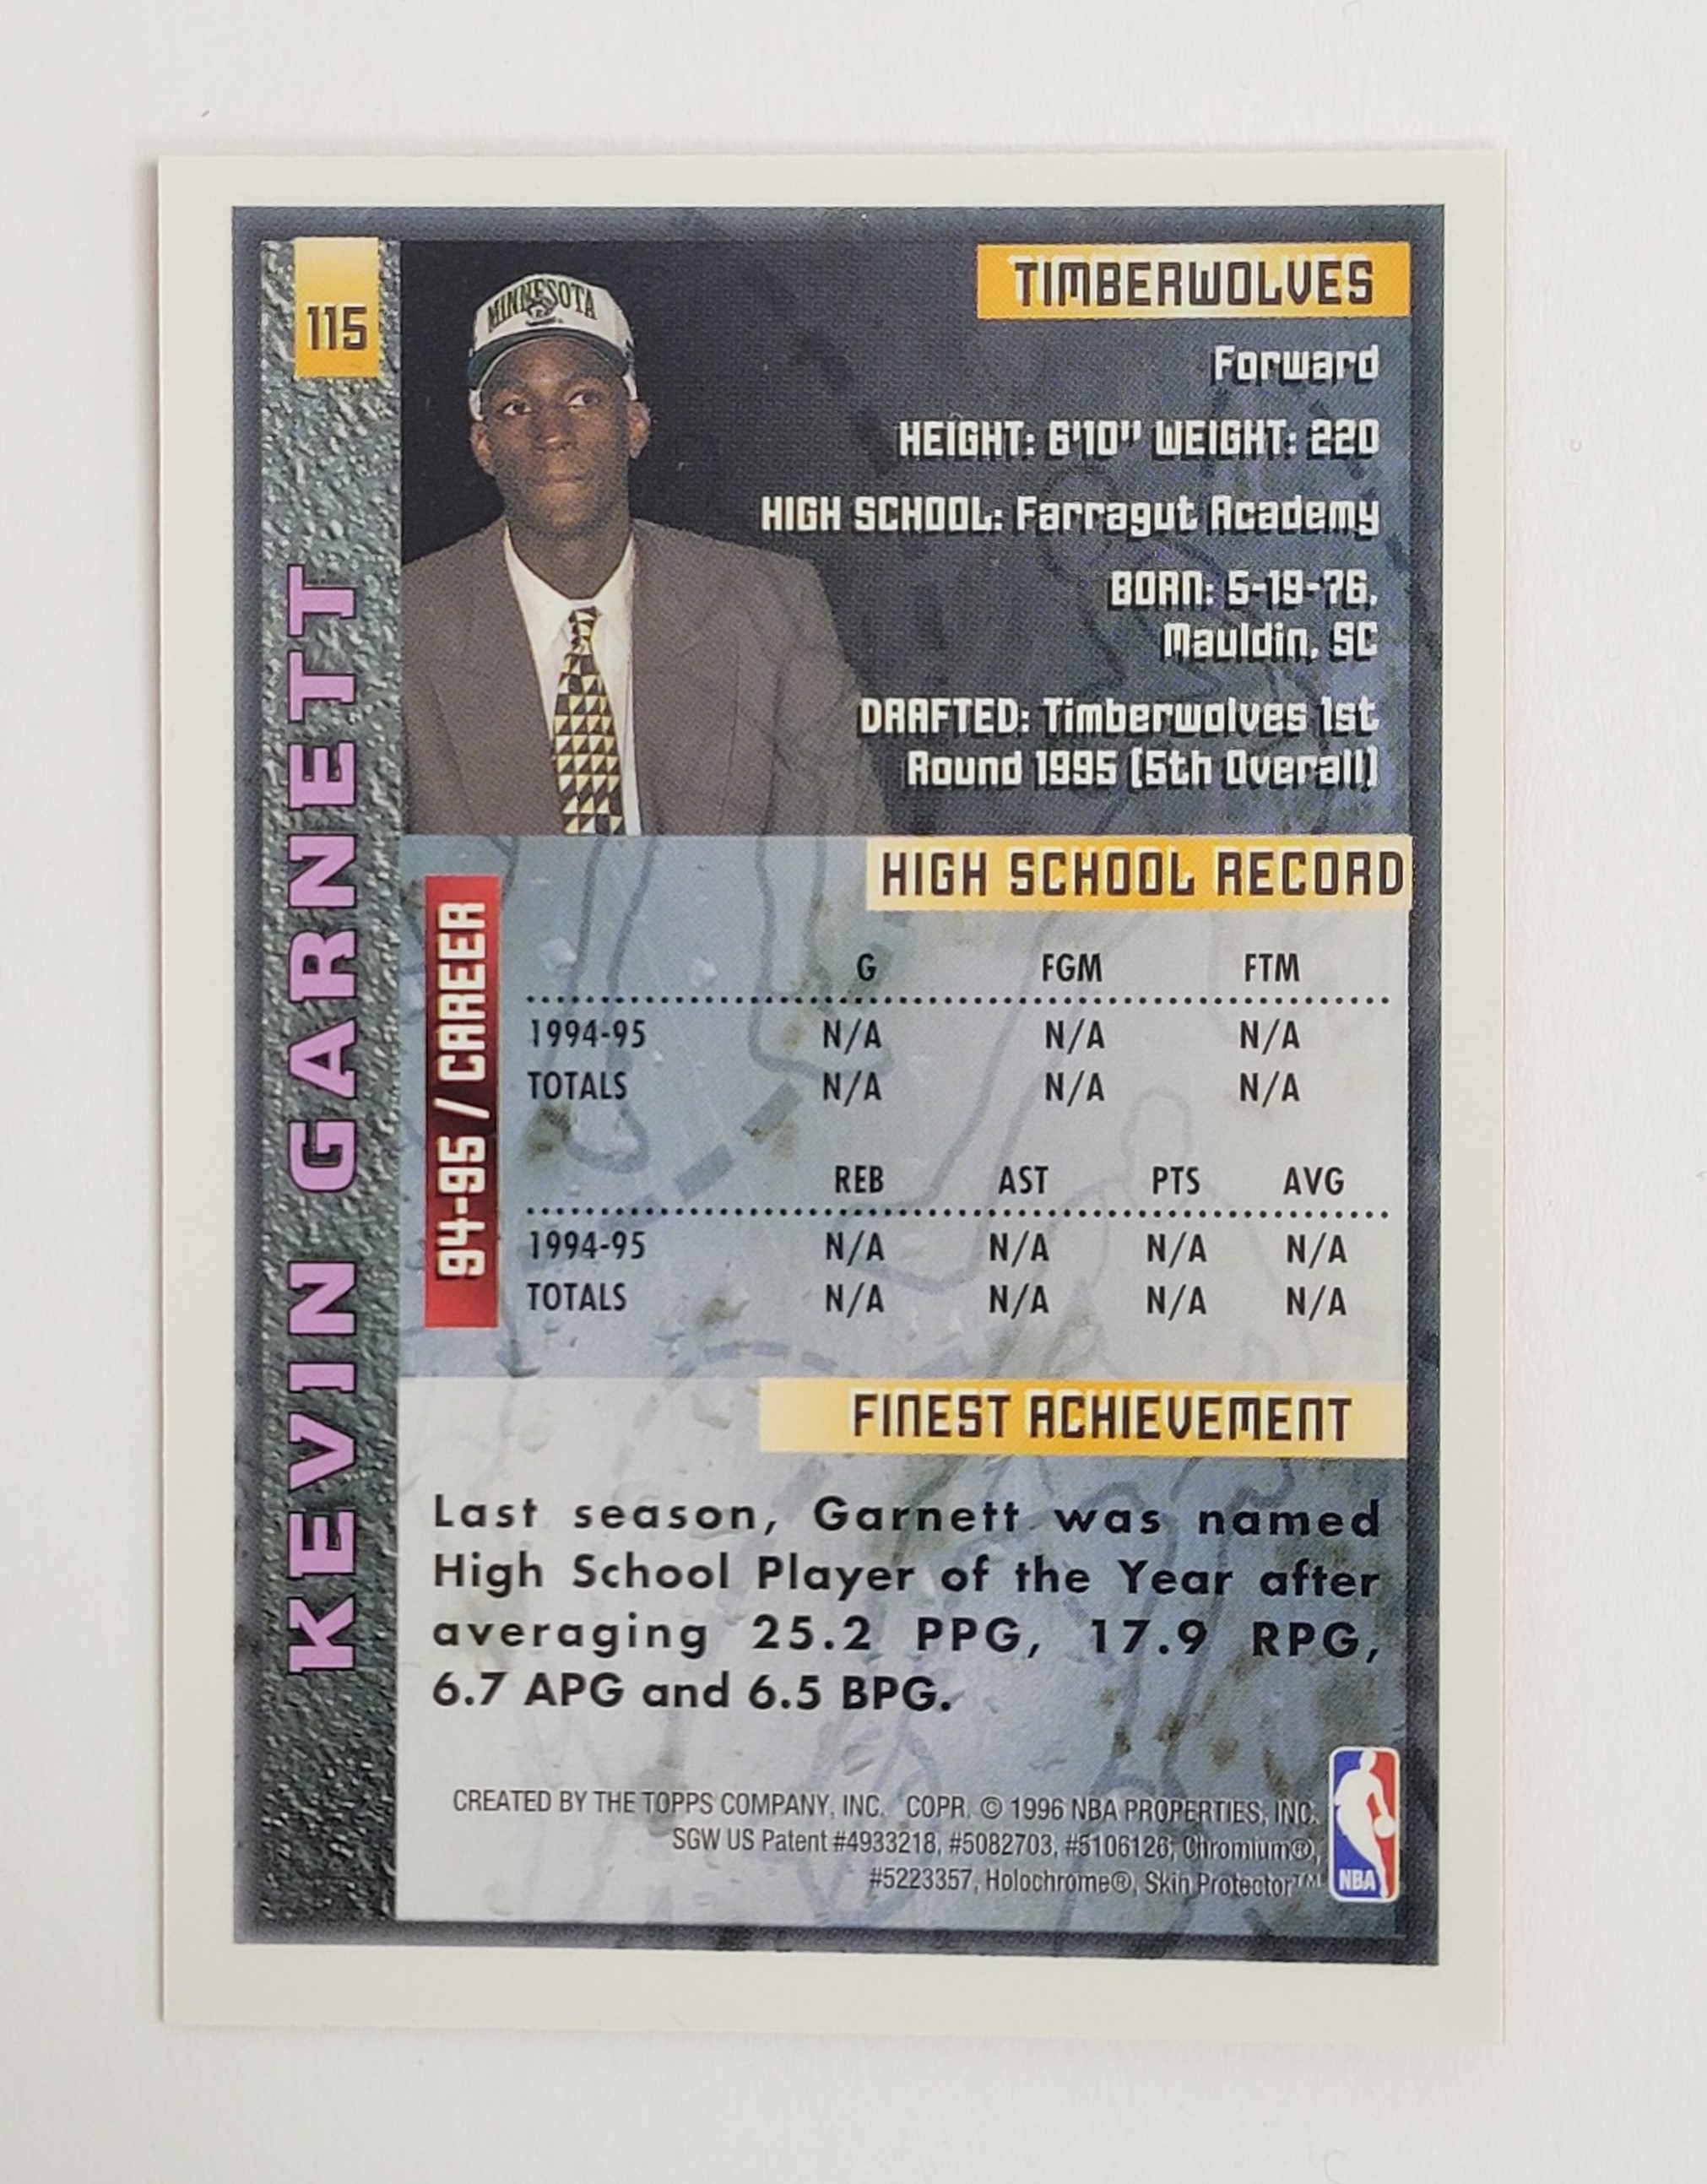 115
KEVIN GARNETT
MINNESOTA
TIMBERWOLVES
Forward
HEIGHT: 6'10" WEIGHT: 220
HIGH SCHOOL: Farragut Academy
BORN: 5-19-76,
Mauldin, SC
DRAFTED: Timberwolves 1st
Round 1995 (5th Overall)
HIGH SCHOOL RECORD
94-95 / CAREER
G FGM FTM
1994-95 N/A N/A N/A
TOTALS N/A N/A N/A
REB AST PTS AVG
1994-95 N/A N/A N/A N/A
TOTALS N/A N/A N/A N/A
FINEST ACHIEVEMENT
Last season, Garnett was named
High School Player of the Year after
averaging 25.2 PPG, 17.9 RPG,
6.7 APG and 6.5 BPG.
CREATED BY THE TOPPS COMPANY, INC. COPR. © 1996 NBA PROPERTIES, INC.
SGW US Patent #4933218, #5082703, #5106126, Chromium®,
#5223357, Holochrome®, Skin Protector™
NBA